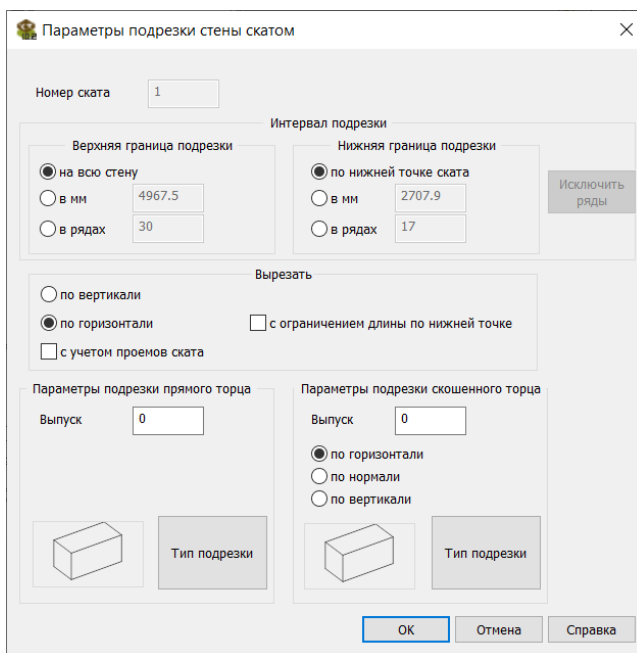 Параметры подрезки стены скатом
Номер ската 1
Интервал подрезки
Верхняя граница подрезки
на всю стену
в мм 4967.5
в рядах 30
Нижняя граница подрезки
по нижней точке ската
в мм 2707.9
в рядах 17
Исключить
ряды
Вырезать
по вертикали
по горизонтали
с ограничением длины по нижней точке
с учетом проемов ската
Параметры подрезки прямого торца
Выпуск 0
Тип подрезки
Параметры подрезки скошенного торца
Выпуск 0
по горизонтали
по нормали
по вертикали
Тип подрезки
ОК
Отмена
Справка